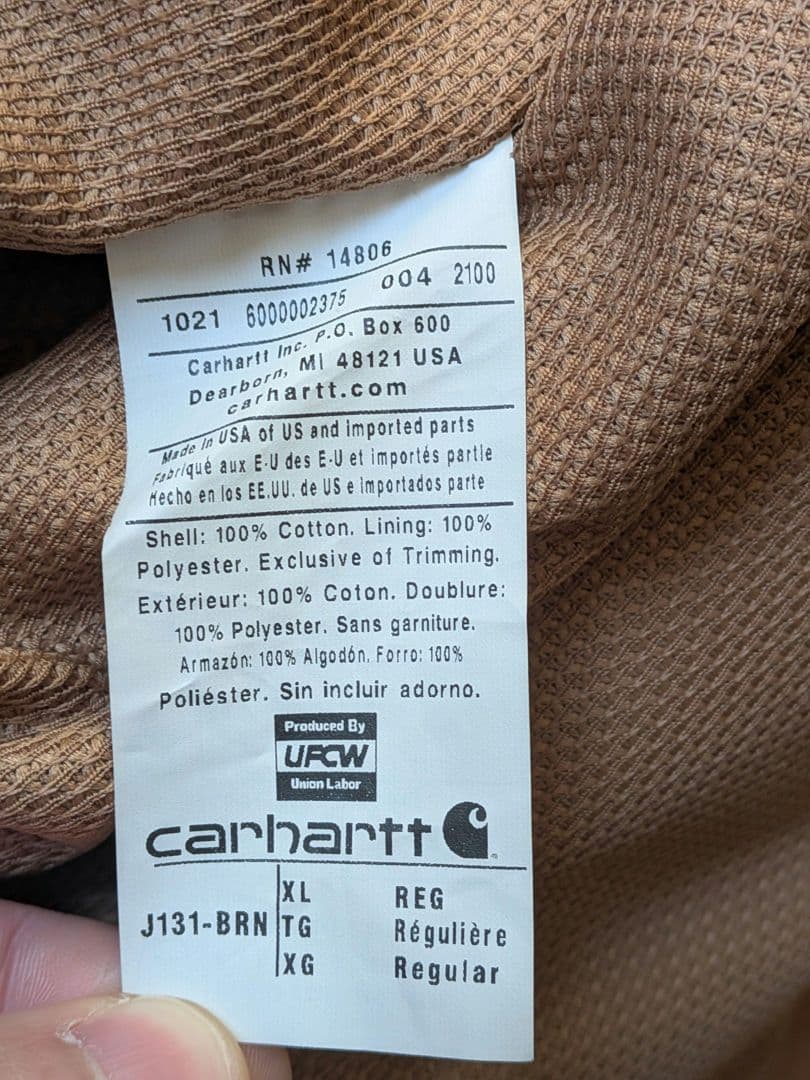 RN# 14806
1021 6000002375 004 2100
Carhartt Inc. P.O. Box 600
Dearborn, MI 48121 USA
carhartt.com
Made In USA of US and imported parts
Fabriqué aux E-U des E-U et importés partie
Hecho en los EE.UU. de US e Importados parte
Shell: 100% Cotton. Lining: 100%
Polyester. Exclusive of Trimming.
Extérieur: 100% Coton. Doublure:
100% Polyester. Sans garniture.
Armazón: 100% Algodón. Forro: 100%
Poliéster. Sin incluir adorno.
Produced By
UFCW
Union Labor
carhartt
J131-BRN
XL REG
TG Régulière
XG Regular